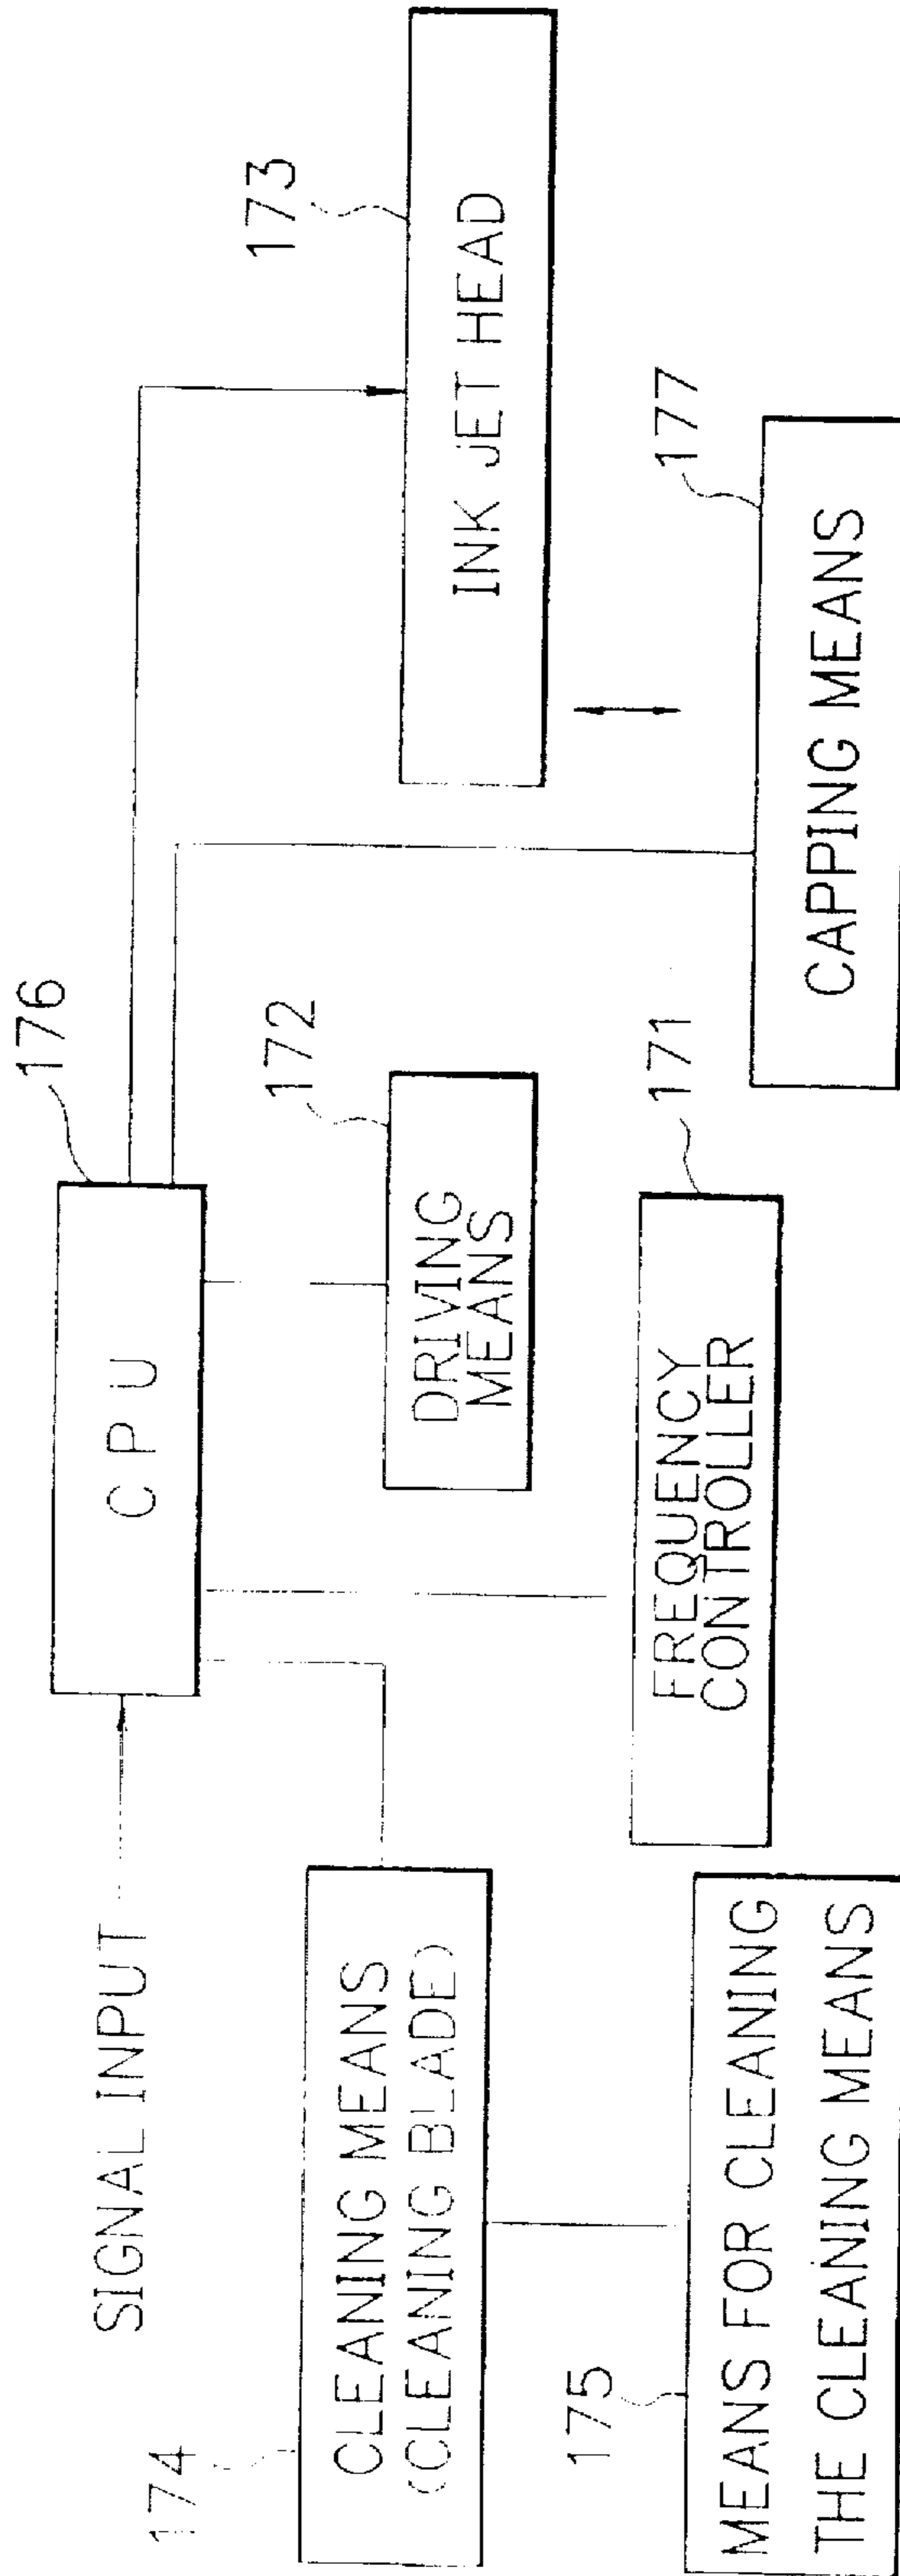 176
CPU
SIGNAL INPUT
173
INK JET HEAD
172
DRIVING
MEANS
174
CLEANING MEANS
(CLEANING BLADE)
171
FREQUENCY
CONTROLLER
177
CAPPING MEANS
175
MEANS FOR CLEANING
THE CLEANING MEANS